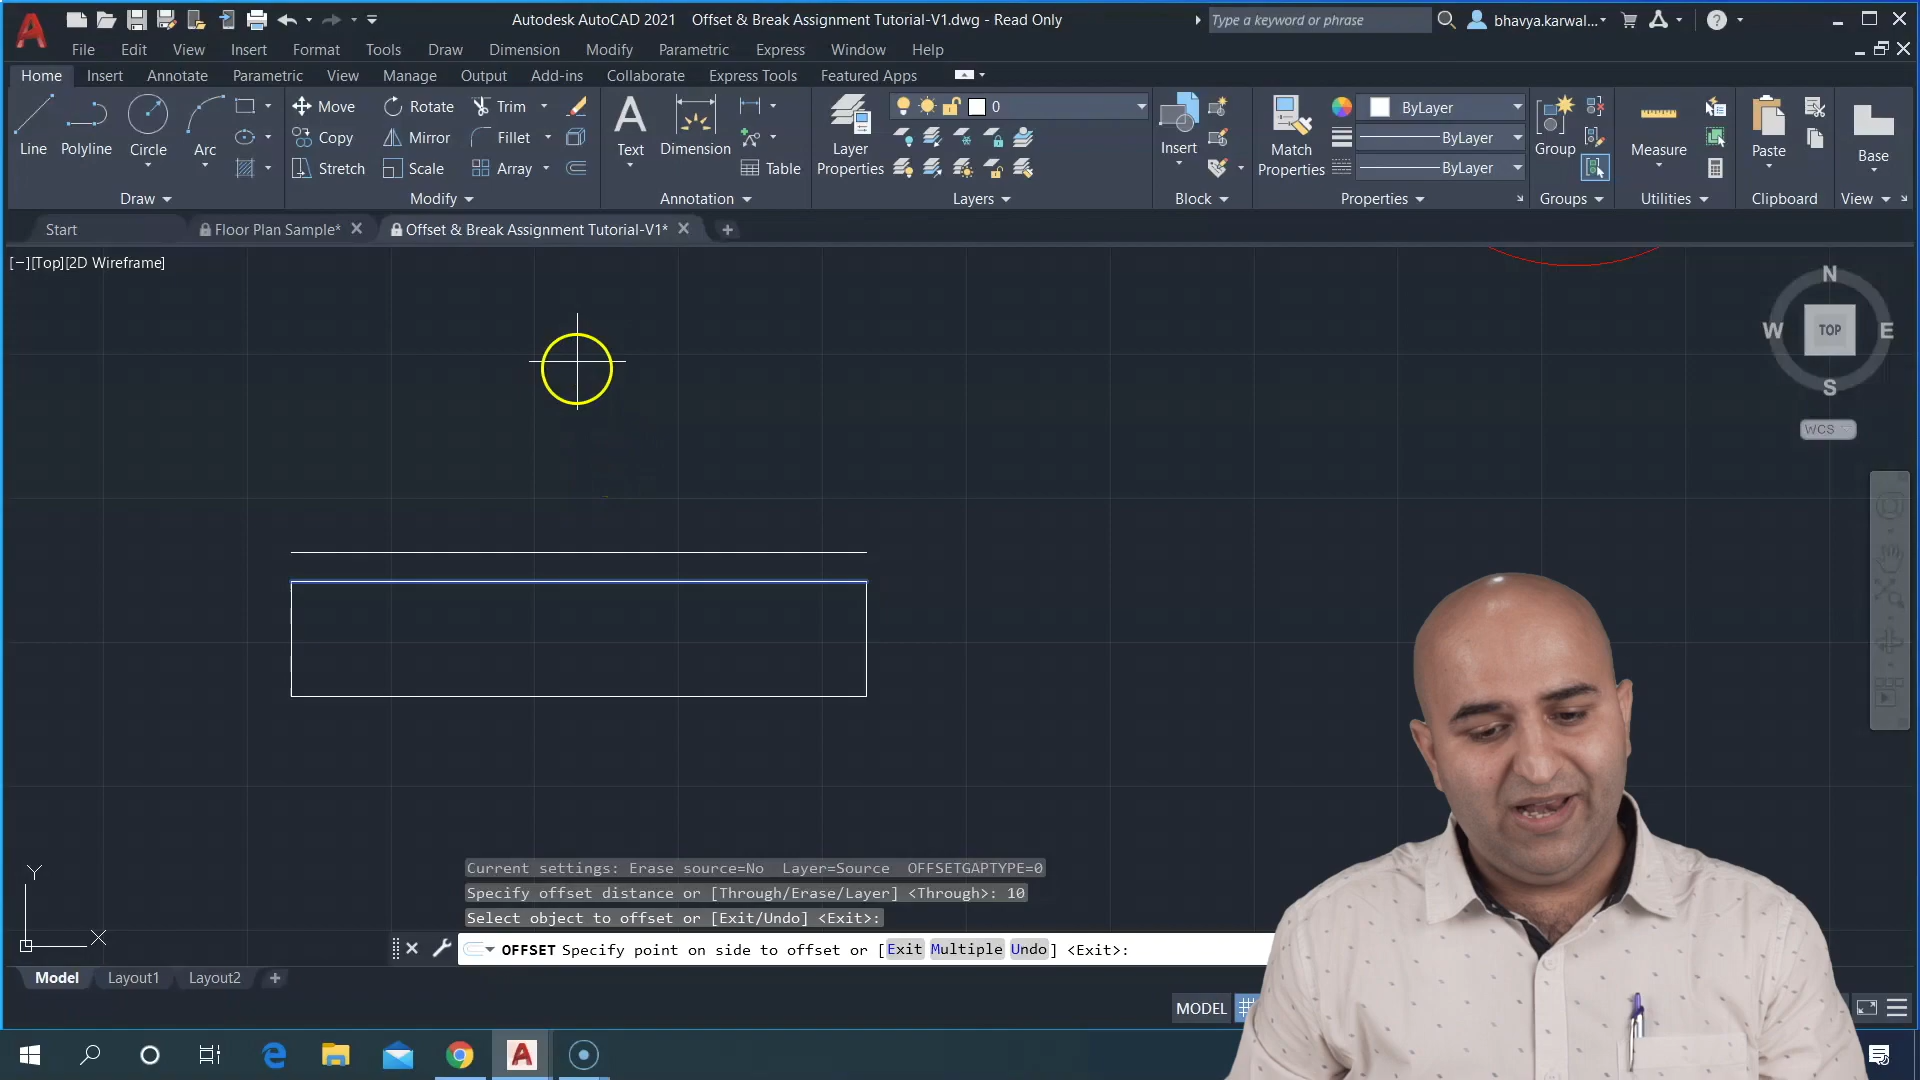 Autodesk AutoCAD 2021 Offset & Break Assignment Tutorial-V1.dwg - Read Only
Type a keyword or phrase
bhavya.karwal...
File Edit View Insert Format Tools Draw Dimension Modify Parametric Express Window Help
Home Insert Annotate Parametric View Manage Output Add-ins Collaborate Express Tools Featured Apps
Line Polyline Circle Arc
Move Rotate Trim
Copy Mirror Fillet
Stretch Scale Array
Text Dimension Table
Layer Properties
0
Insert
Match Properties
ByLayer
ByLayer
ByLayer
Group
Measure
Paste
Base
Draw Modify Annotation Layers Block Properties Groups Utilities Clipboard View
Start Floor Plan Sample* Offset & Break Assignment Tutorial-V1*
[−][Top][2D Wireframe]
N
W TOP E
S
WCS
Y
X
Current settings: Erase source=No Layer=Source OFFSETGAPTYPE=0
Specify offset distance or [Through/Erase/Layer] <Through>: 10
Select object to offset or [Exit/Undo] <Exit>:
OFFSET Specify point on side to offset or [Exit Multiple Undo] <Exit>:
Model Layout1 Layout2
MODEL